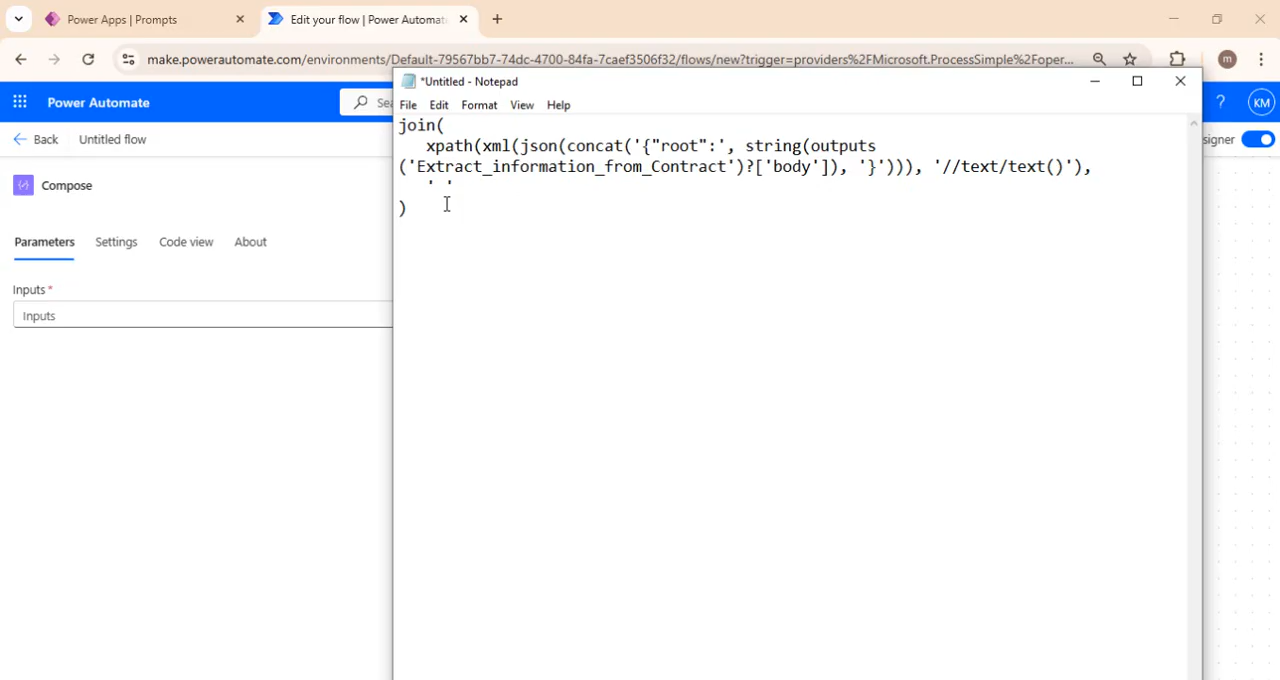 Power Apps | Prompts
Edit your flow | Power Automat
make.powerautomate.com/environments/Default-79567bb7-74dc-4700-84fa-7caef3506f32/flows/new?trigger=providers%2FMicrosoft.ProcessSimple%2Foper...
m
*Untitled - Notepad
Power Automate
Sea
?
KM
File Edit Format View Help
Back
Untitled flow
signer
join(
xpath(xml(json(concat('{"root":', string(outputs
('Extract_information_from_Contract')?['body']), '}'))), '//text/text()'),
' '
)
Compose
Parameters
Settings
Code view
About
Inputs *
Inputs